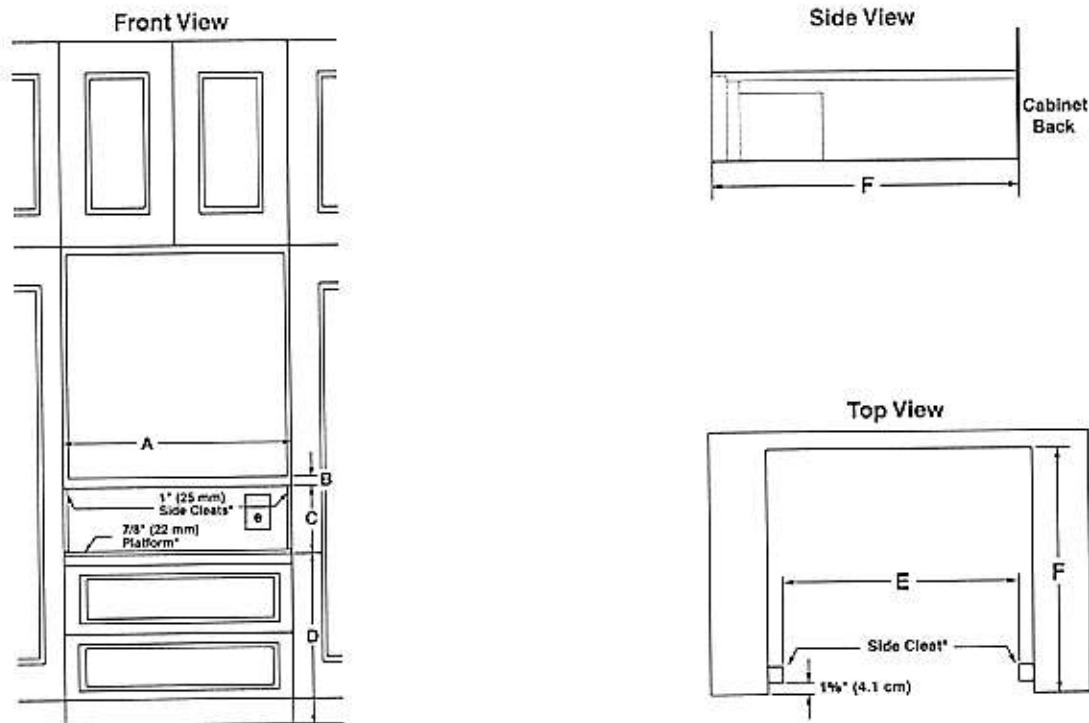 Front View
A
B
1" (25 mm)
Side Cleats*
e
C
7/8" (22 mm)
Platform*
D
Side View
Cabinet
Back
F
Top View
E
F
Side Cleat*
1⅝" (4.1 cm)